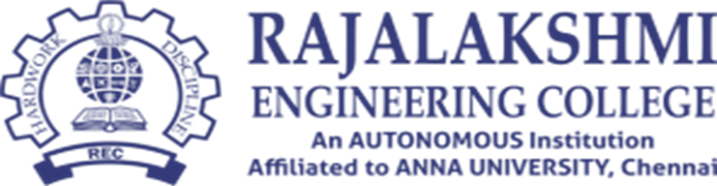 HARDWORK
DISCIPLINE
REC
RAJALAKSHMI
ENGINEERING COLLEGE
An AUTONOMOUS Institution
Affiliated to ANNA UNIVERSITY, Chennai